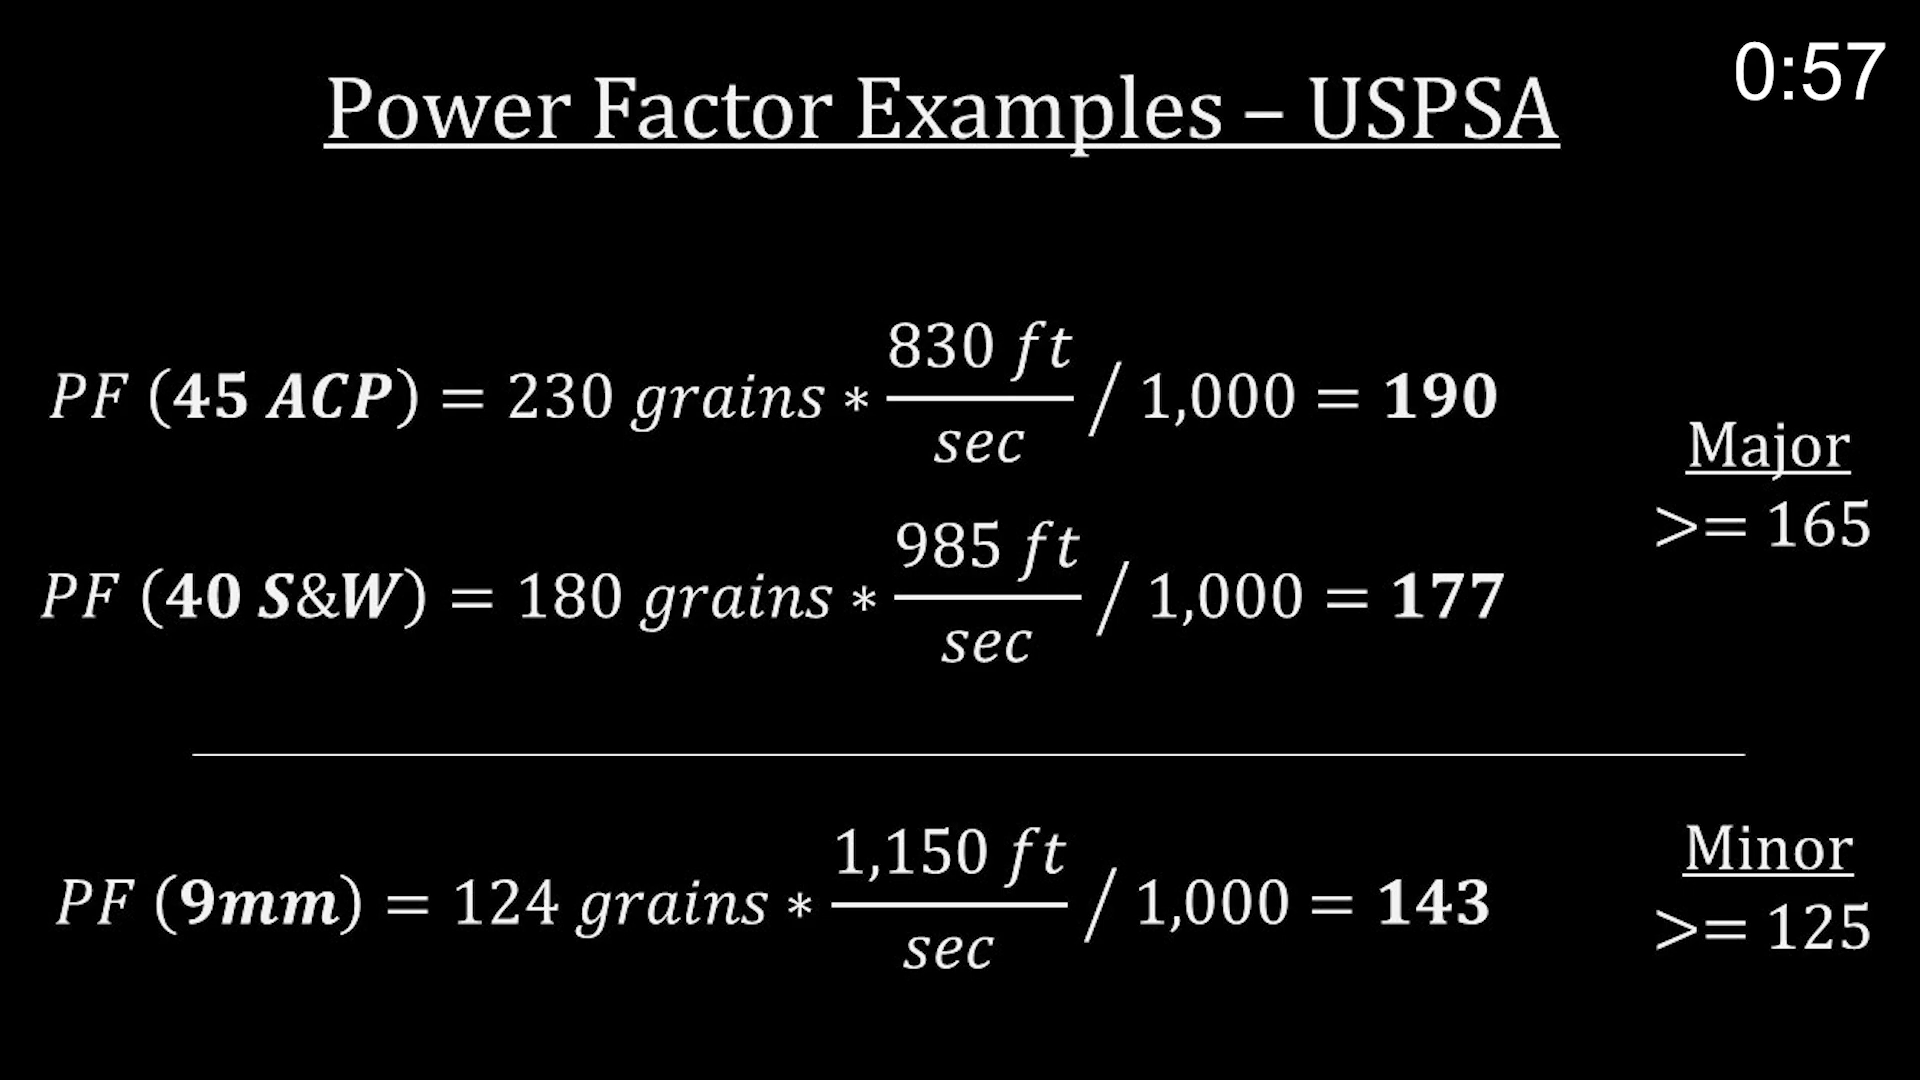 0:57
Power Factor Examples – USPSA
PF (45 ACP) = 230 grains * 830 ft / sec / 1,000 = 190
Major
>= 165
PF (40 S&W) = 180 grains * 985 ft / sec / 1,000 = 177
PF (9mm) = 124 grains * 1,150 ft / sec / 1,000 = 143
Minor
>= 125